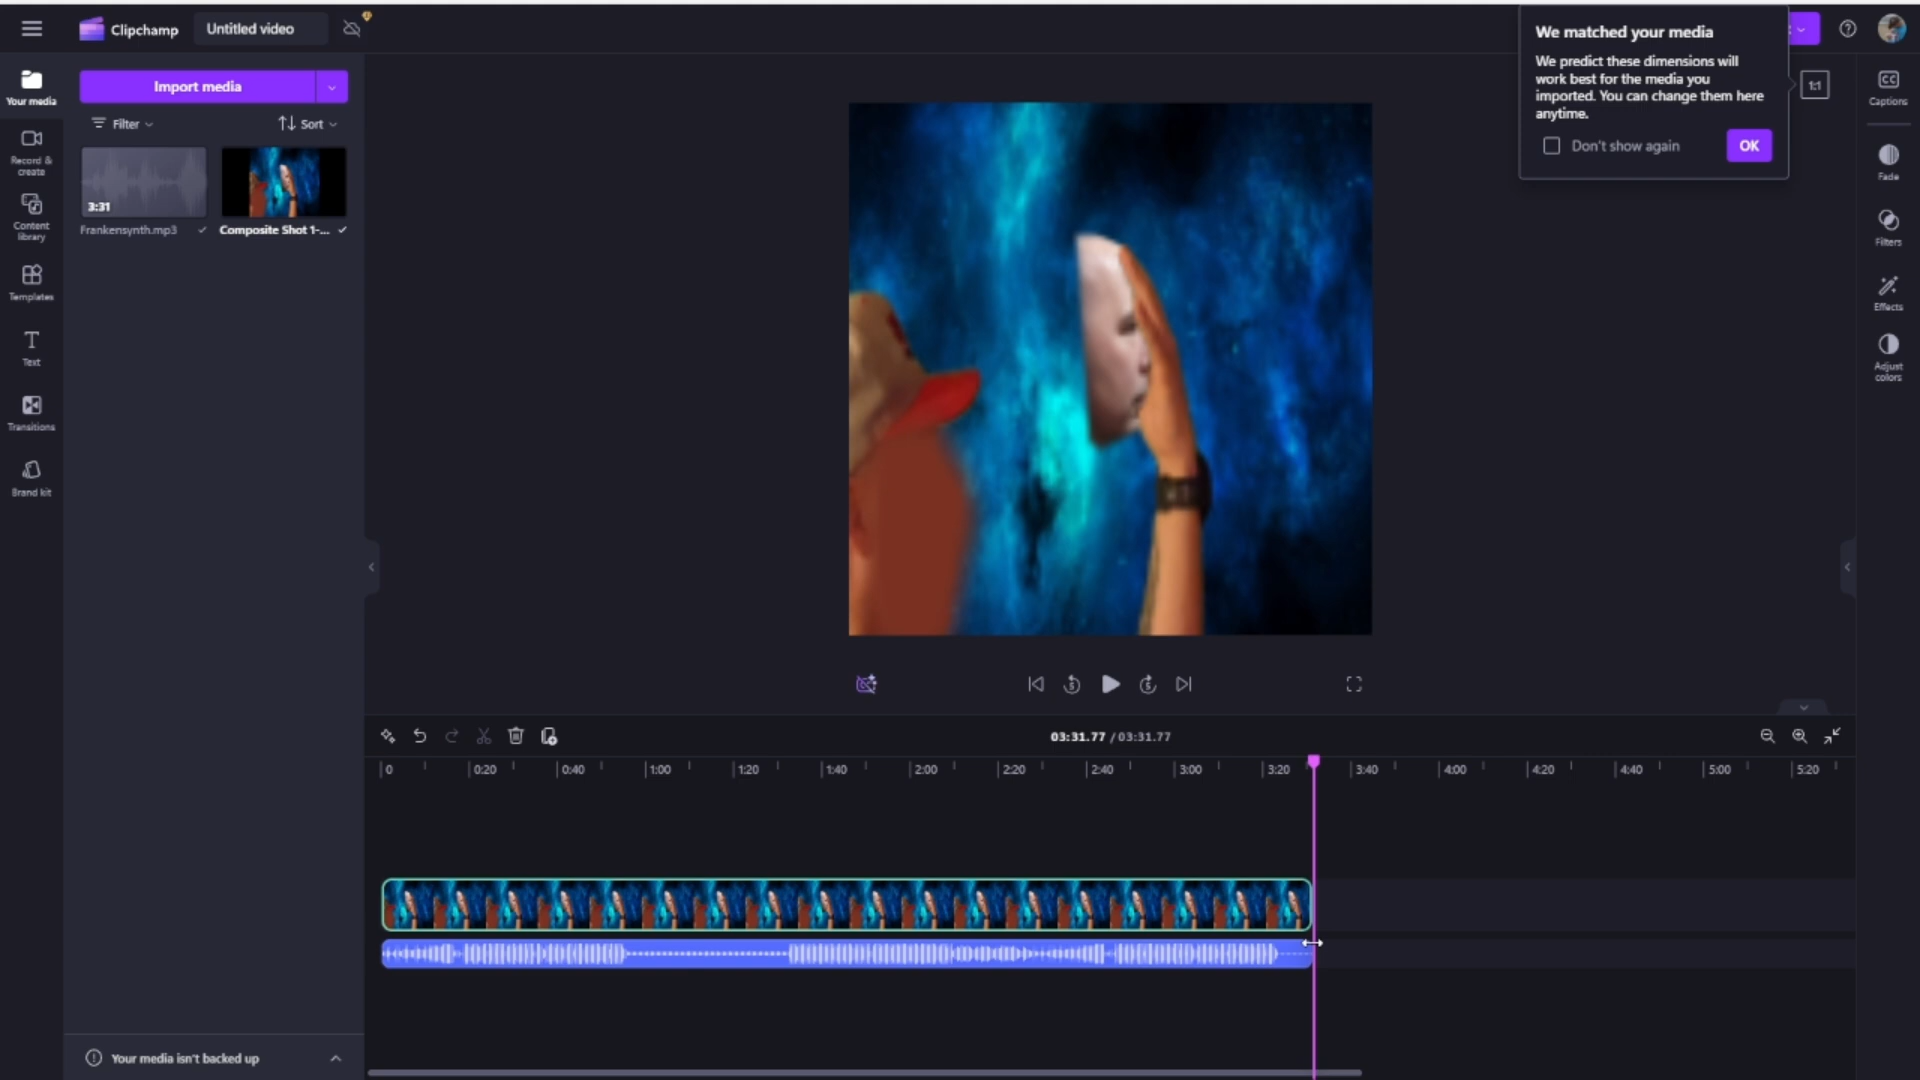 Clipchamp
Untitled video
We matched your media
We predict these dimensions will
work best for the media you
imported. You can change them here
anytime.
Don't show again
OK
1:1
Your media
Record &
create
Content
library
Templates
Text
Transitions
Brand kit
Import media
Filter
Sort
3:31
Frankensynth.mp3
Composite Shot 1-...
CC
Captions
Fade
Filters
Effects
Adjust
colors
5
5
03:31.77 / 03:31.77
0 0:20 0:40 1:00 1:20 1:40 2:00 2:20 2:40 3:00 3:20 3:40 4:00 4:20 4:40 5:00 5:20
Your media isn't backed up